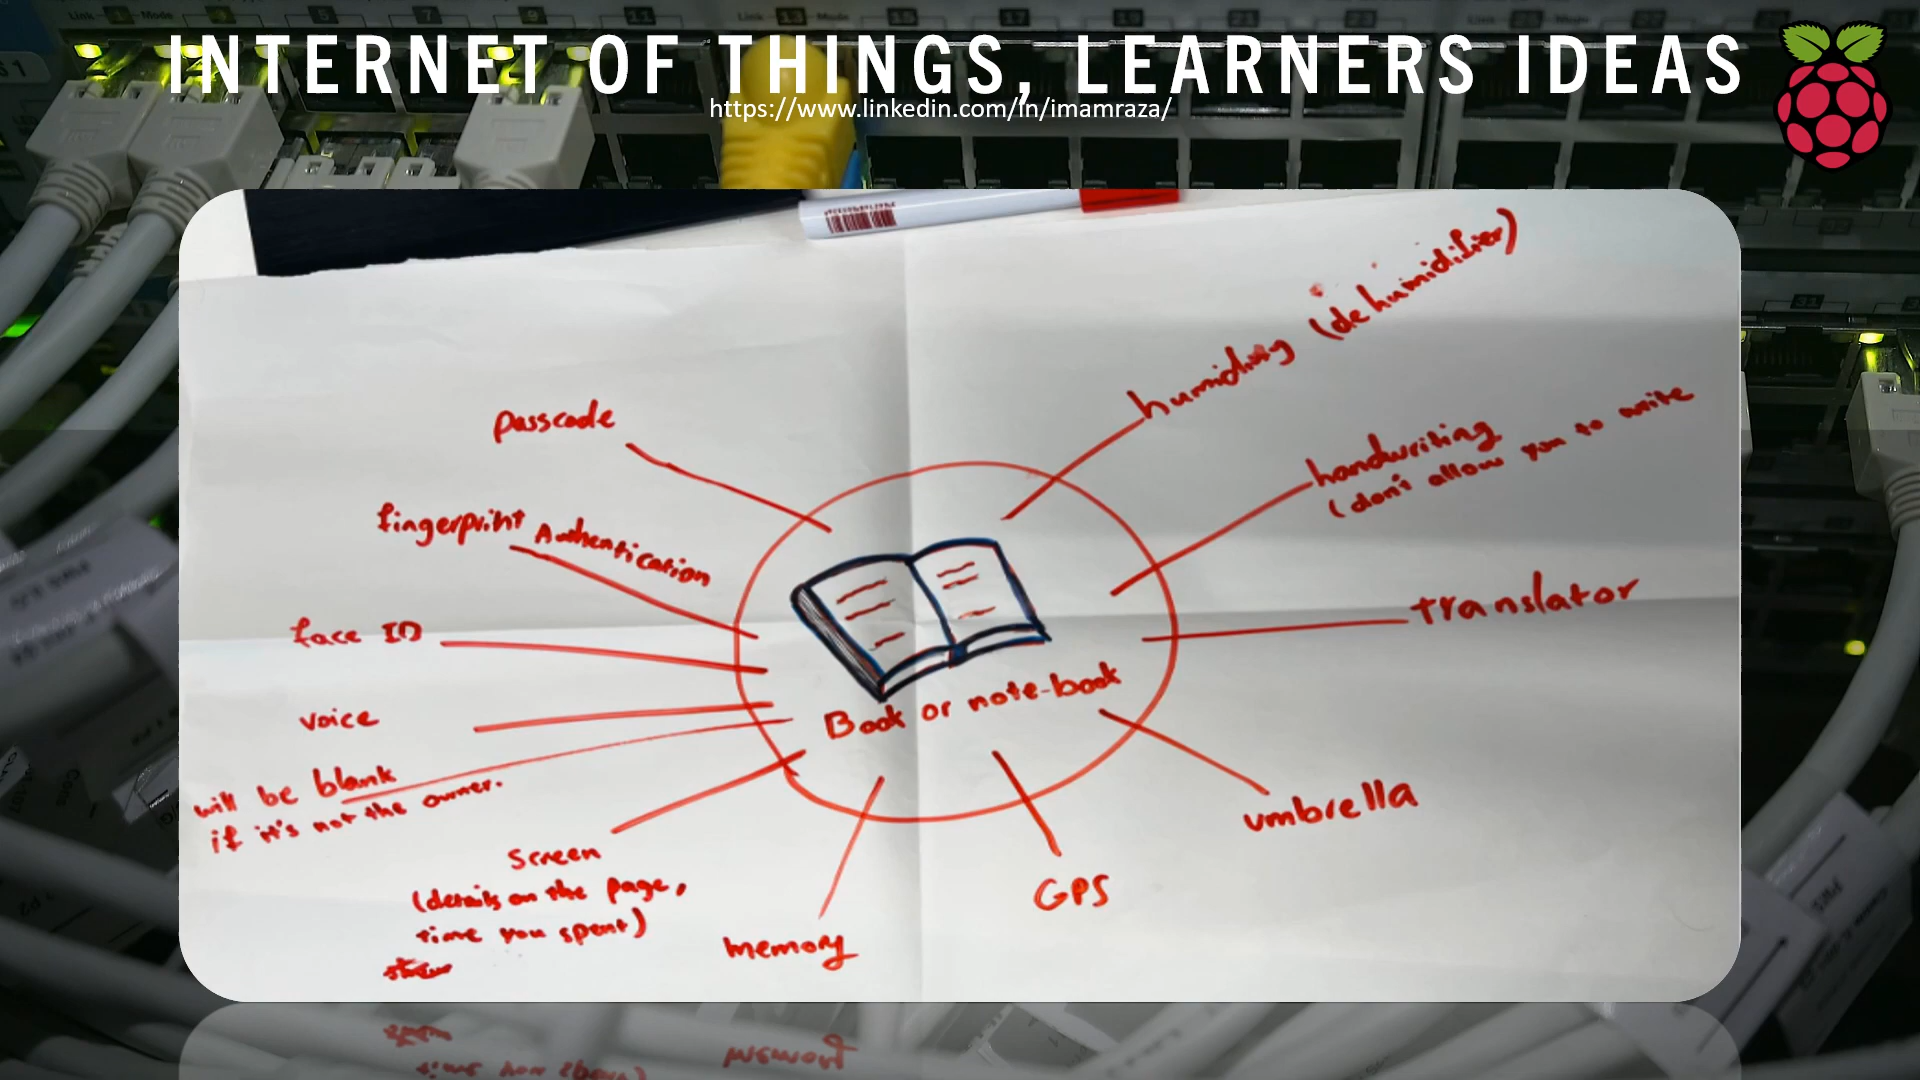 INTERNET OF THINGS, LEARNERS IDEAS
https://www.linkedin.com/in/imamraza/
humidity (dehumidifier)
passcode
handwriting
(don't allow you to write
fingerprint Authentication
translator
face ID
voice
Book or note-book
will be blank
if it's not the owner.
umbrella
screen
(details on the page,
time you spent)
GPS
memory